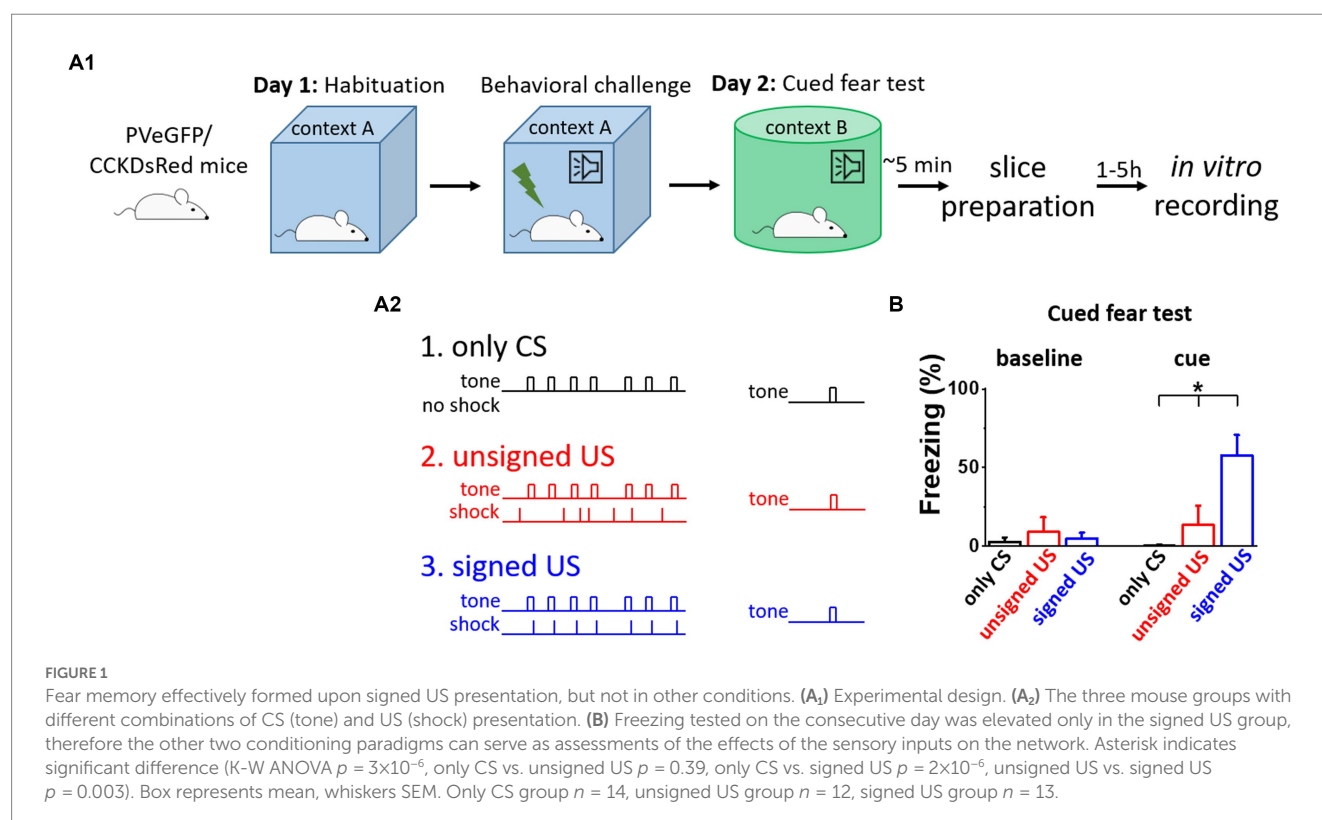 A1
Day 1: Habituation
Behavioral challenge
Day 2: Cued fear test
PVeGFP/
CCKDsRed mice
context A
context A
context B
~5 min
slice
preparation
1-5h
in vitro
recording
A2
1. only CS
tone
no shock
tone
2. unsigned US
tone
shock
tone
3. signed US
tone
shock
tone
B
Cued fear test
baseline
cue
Freezing (%)
100
50
0
*
only CS
unsigned US
signed US
only CS
unsigned US
signed US
FIGURE 1
Fear memory effectively formed upon signed US presentation, but not in other conditions. (A₁) Experimental design. (A₂) The three mouse groups with
different combinations of CS (tone) and US (shock) presentation. (B) Freezing tested on the consecutive day was elevated only in the signed US group,
therefore the other two conditioning paradigms can serve as assessments of the effects of the sensory inputs on the network. Asterisk indicates
significant difference (K-W ANOVA p = 3×10⁻⁶, only CS vs. unsigned US p = 0.39, only CS vs. signed US p = 2×10⁻⁶, unsigned US vs. signed US
p = 0.003). Box represents mean, whiskers SEM. Only CS group n = 14, unsigned US group n = 12, signed US group n = 13.